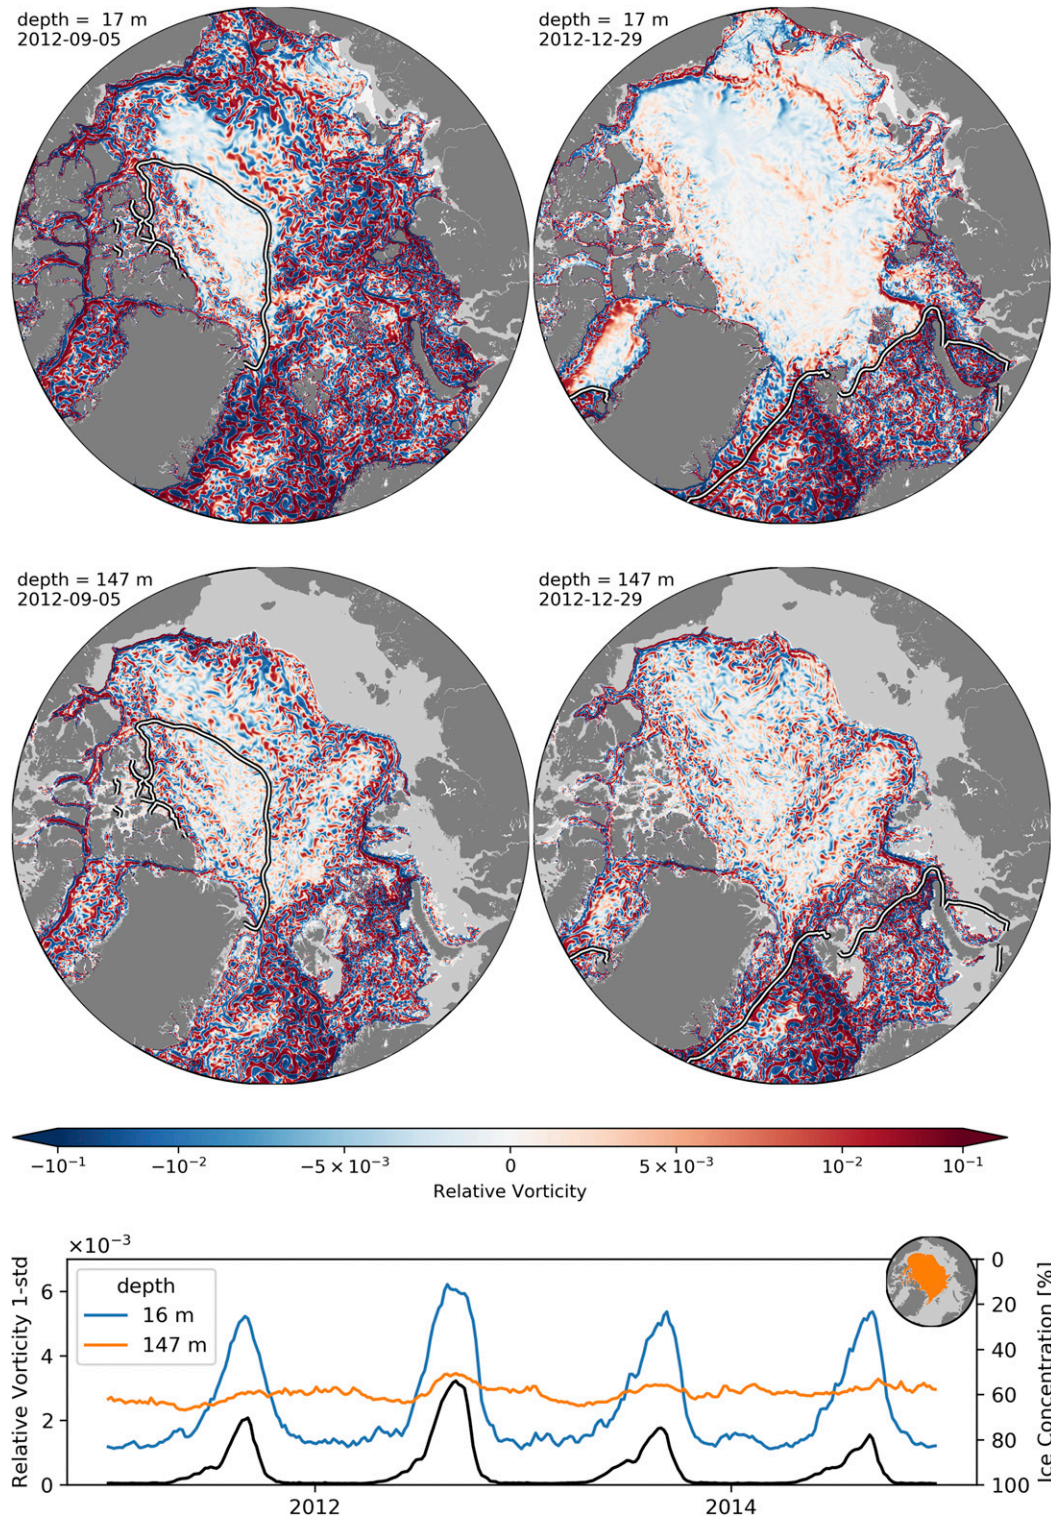 depth = 17 m
2012-09-05
depth = 17 m
2012-12-29
depth = 147 m
2012-09-05
depth = 147 m
2012-12-29
−10⁻¹ −10⁻² −5 × 10⁻³ 0 5 × 10⁻³ 10⁻² 10⁻¹
Relative Vorticity
×10⁻³
Relative Vorticity 1-std
6
4
2
0
depth
16 m
147 m
0
20
40
60
80
100
Ice Concentration [%]
2012 2014